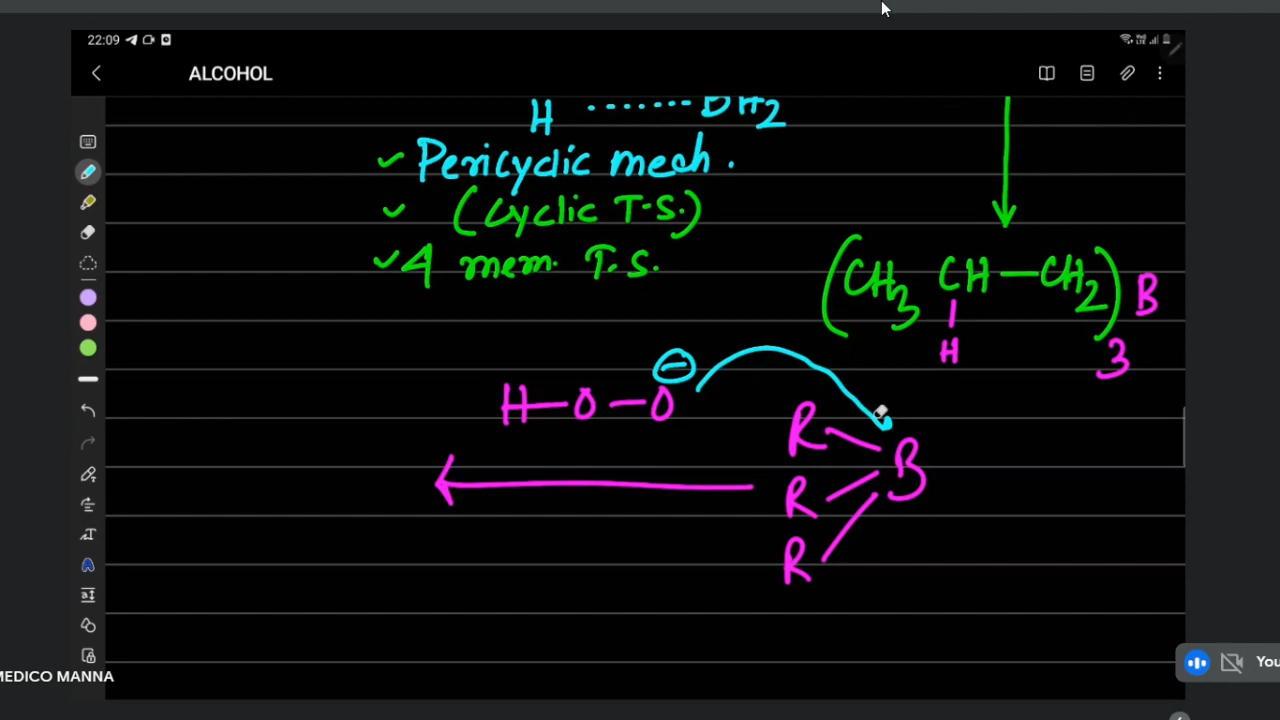 22:09
ALCOHOL
H ........ BH2
✓ Pericyclic mech.
✓ (Cyclic T.S.)
✓ 4 mem. T.S.
(CH3 CH—CH2)3 B
H
H—O—O⊖
R
B
R
R
MEDICO MANNA
You